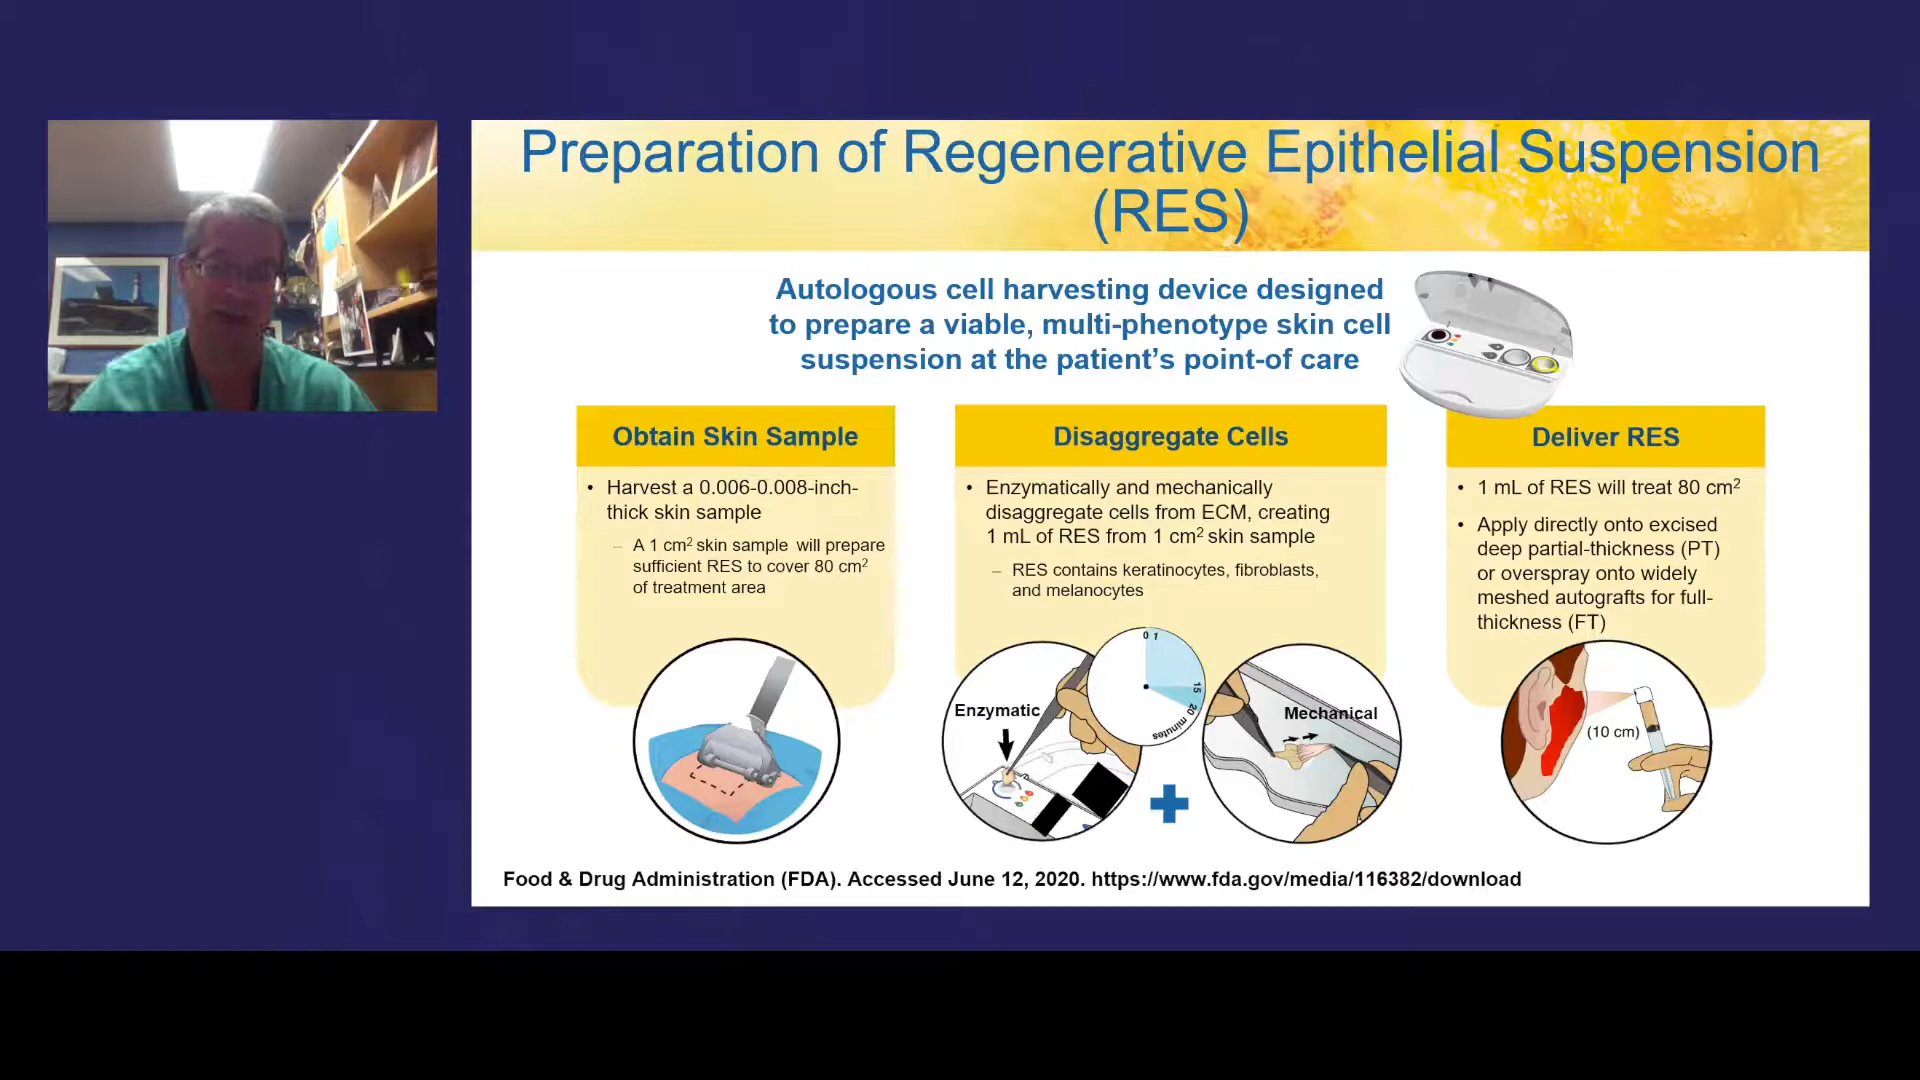 Preparation of Regenerative Epithelial Suspension
(RES)
Autologous cell harvesting device designed
to prepare a viable, multi-phenotype skin cell
suspension at the patient’s point-of care
Obtain Skin Sample
• Harvest a 0.006-0.008-inch-
thick skin sample
– A 1 cm² skin sample will prepare
sufficient RES to cover 80 cm²
of treatment area
Disaggregate Cells
• Enzymatically and mechanically
disaggregate cells from ECM, creating
1 mL of RES from 1 cm² skin sample
– RES contains keratinocytes, fibroblasts,
and melanocytes
Enzymatic
0 1
15
20 minutes
Mechanical
Deliver RES
• 1 mL of RES will treat 80 cm²
• Apply directly onto excised
deep partial-thickness (PT)
or overspray onto widely
meshed autografts for full-
thickness (FT)
(10 cm)
Food & Drug Administration (FDA). Accessed June 12, 2020. https://www.fda.gov/media/116382/download